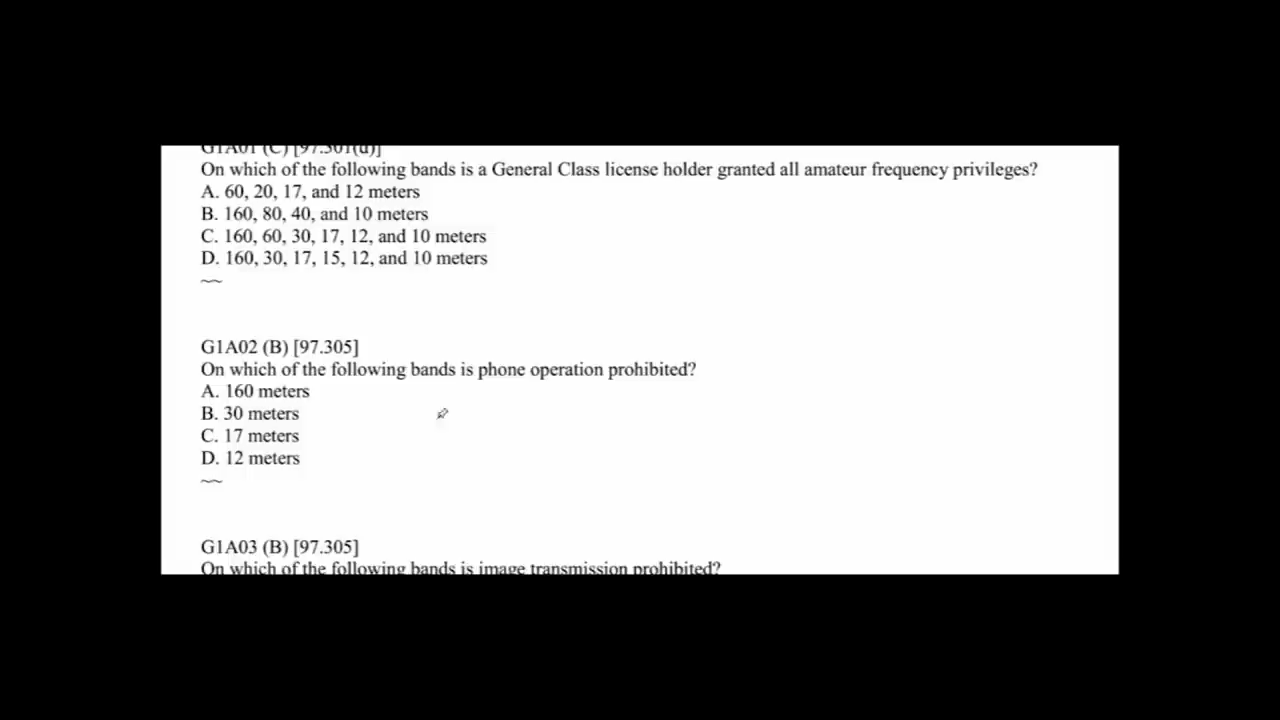 G1A01 (C) [97.301(d)]
On which of the following bands is a General Class license holder granted all amateur frequency privileges?
A. 60, 20, 17, and 12 meters
B. 160, 80, 40, and 10 meters
C. 160, 60, 30, 17, 12, and 10 meters
D. 160, 30, 17, 15, 12, and 10 meters
~~
G1A02 (B) [97.305]
On which of the following bands is phone operation prohibited?
A. 160 meters
B. 30 meters
C. 17 meters
D. 12 meters
~~
G1A03 (B) [97.305]
On which of the following bands is image transmission prohibited?